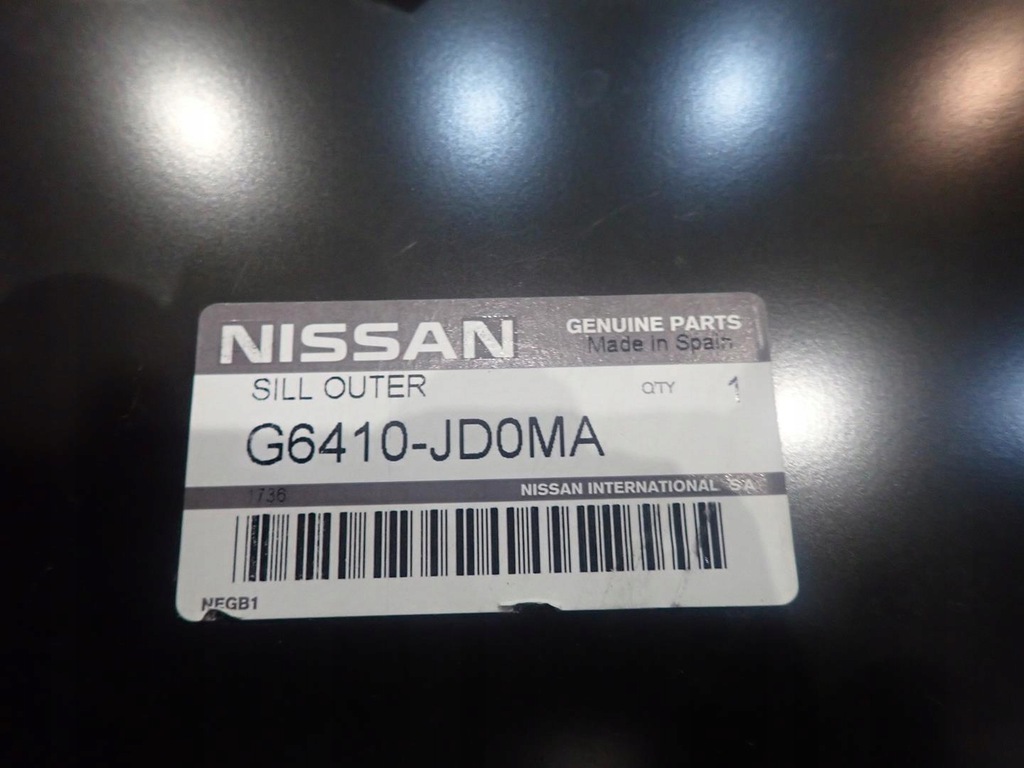 NISSAN
GENUINE PARTS
Made in Spain
SILL OUTER
QTY 1
G6410-JD0MA
1736
NISSAN INTERNATIONAL SA
NEGB1